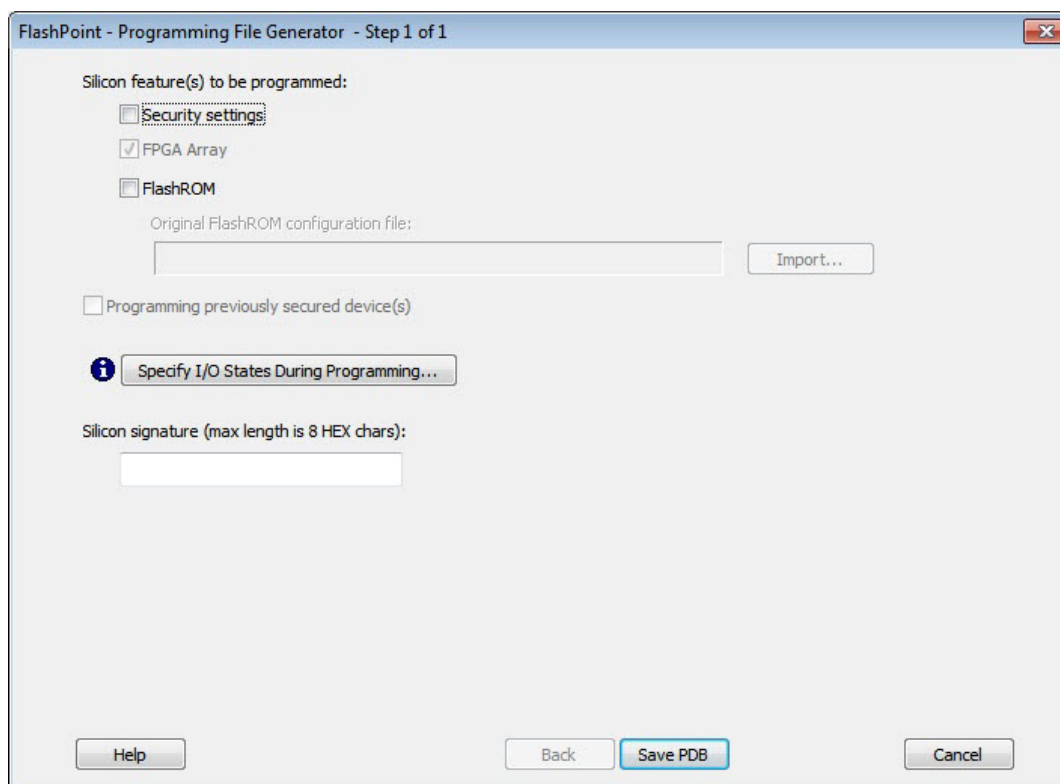 FlashPoint - Programming File Generator - Step 1 of 1
Silicon feature(s) to be programmed:
Security settings
FPGA Array
FlashROM
Original FlashROM configuration file:
Import...
Programming previously secured device(s)
Specify I/O States During Programming...
Silicon signature (max length is 8 HEX chars):
Help
Back
Save PDB
Cancel